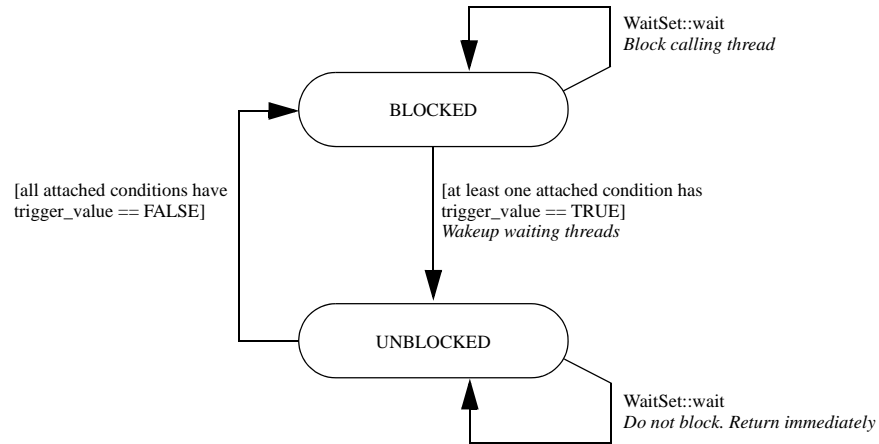 WaitSet::wait
Block calling thread
BLOCKED
[all attached conditions have
trigger_value == FALSE]
[at least one attached condition has
trigger_value == TRUE]
Wakeup waiting threads
UNBLOCKED
WaitSet::wait
Do not block. Return immediately